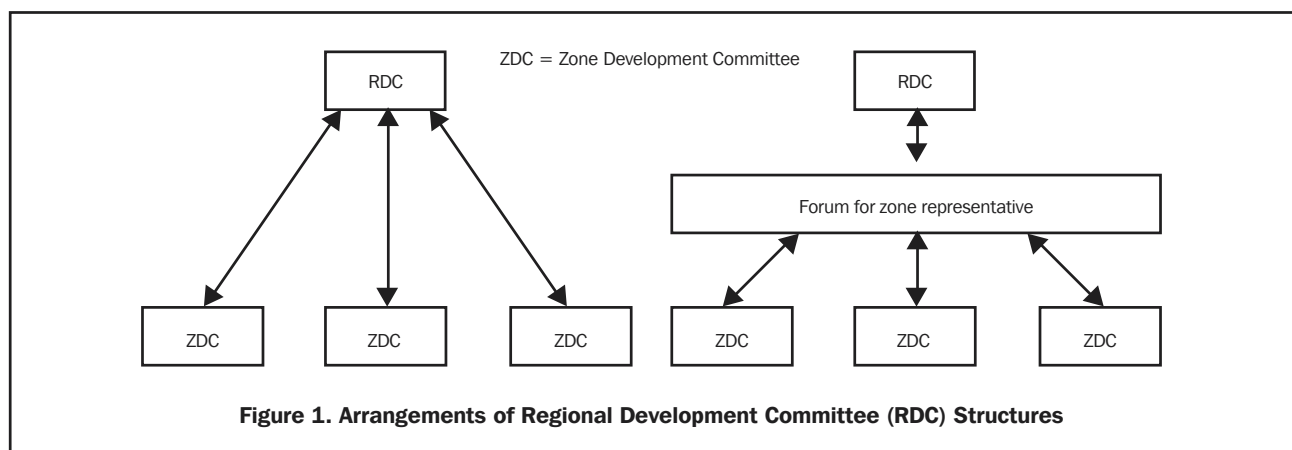 ZDC = Zone Development Committee
RDC
RDC
Forum for zone representative
ZDC
ZDC
ZDC
ZDC
ZDC
ZDC
Figure 1. Arrangements of Regional Development Committee (RDC) Structures